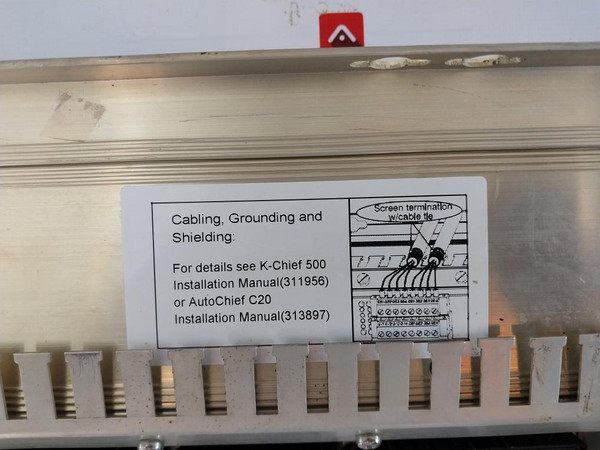 Cabling, Grounding and
Shielding:
For details see K-Chief 500
Installation Manual(311956)
or AutoChief C20
Installation Manual(313897)
Screen termination
w/cable tie